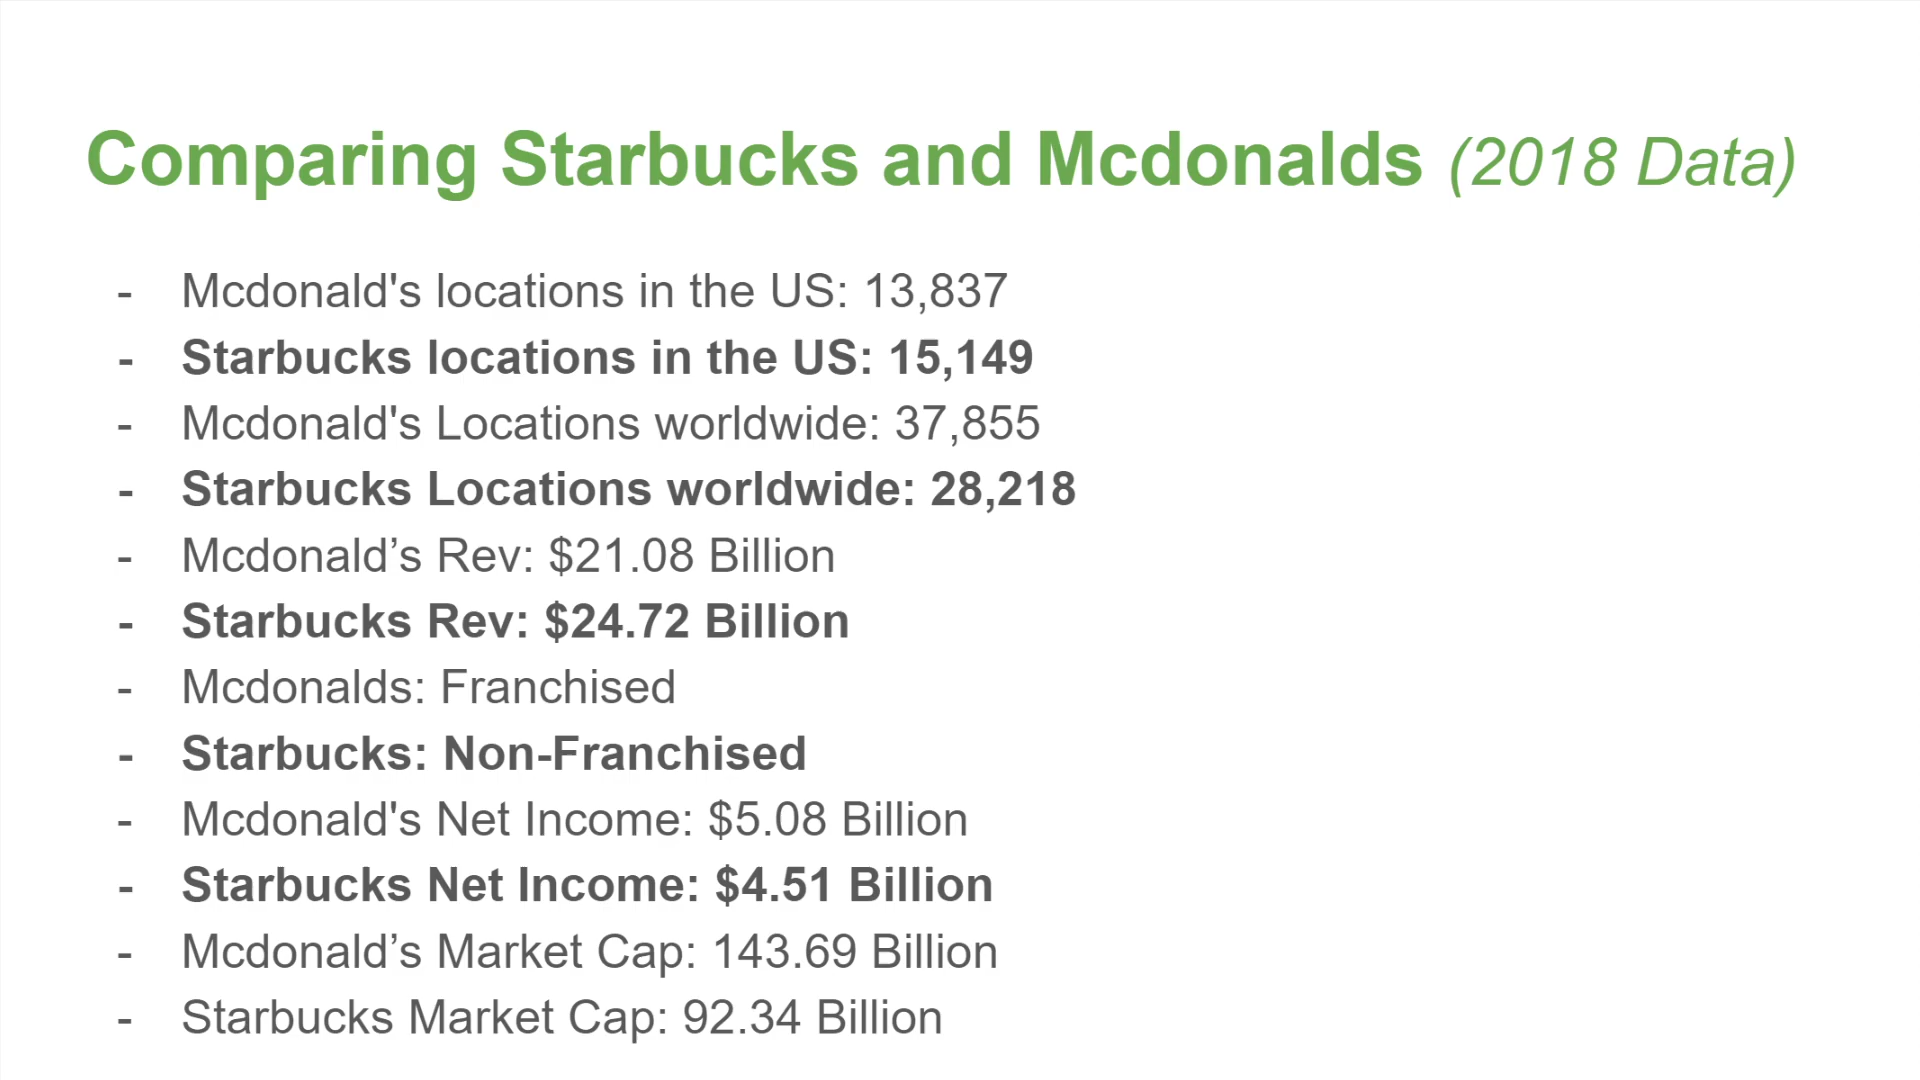 Comparing Starbucks and Mcdonalds (2018 Data)
- Mcdonald's locations in the US: 13,837
- Starbucks locations in the US: 15,149
- Mcdonald's Locations worldwide: 37,855
- Starbucks Locations worldwide: 28,218
- Mcdonald’s Rev: $21.08 Billion
- Starbucks Rev: $24.72 Billion
- Mcdonalds: Franchised
- Starbucks: Non-Franchised
- Mcdonald's Net Income: $5.08 Billion
- Starbucks Net Income: $4.51 Billion
- Mcdonald’s Market Cap: 143.69 Billion
- Starbucks Market Cap: 92.34 Billion